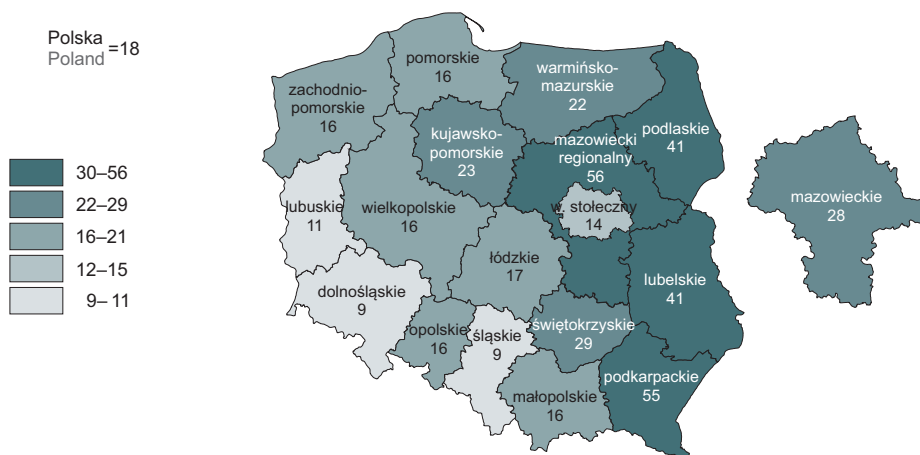 Polska
Poland
=18
pomorskie
16
warmińsko-
mazurskie
22
zachodnio-
pomorskie
16
kujawsko-
pomorskie
23
mazowiecki
regionalny
56
podlaskie
41
30–56
22–29
16–21
12–15
9–11
lubuskie
11
wielkopolskie
16
w. stołeczny
14
mazowieckie
28
łódzkie
17
lubelskie
41
dolnośląskie
9
opolskie
16
śląskie
9
świętokrzyskie
29
małopolskie
16
podkarpackie
55